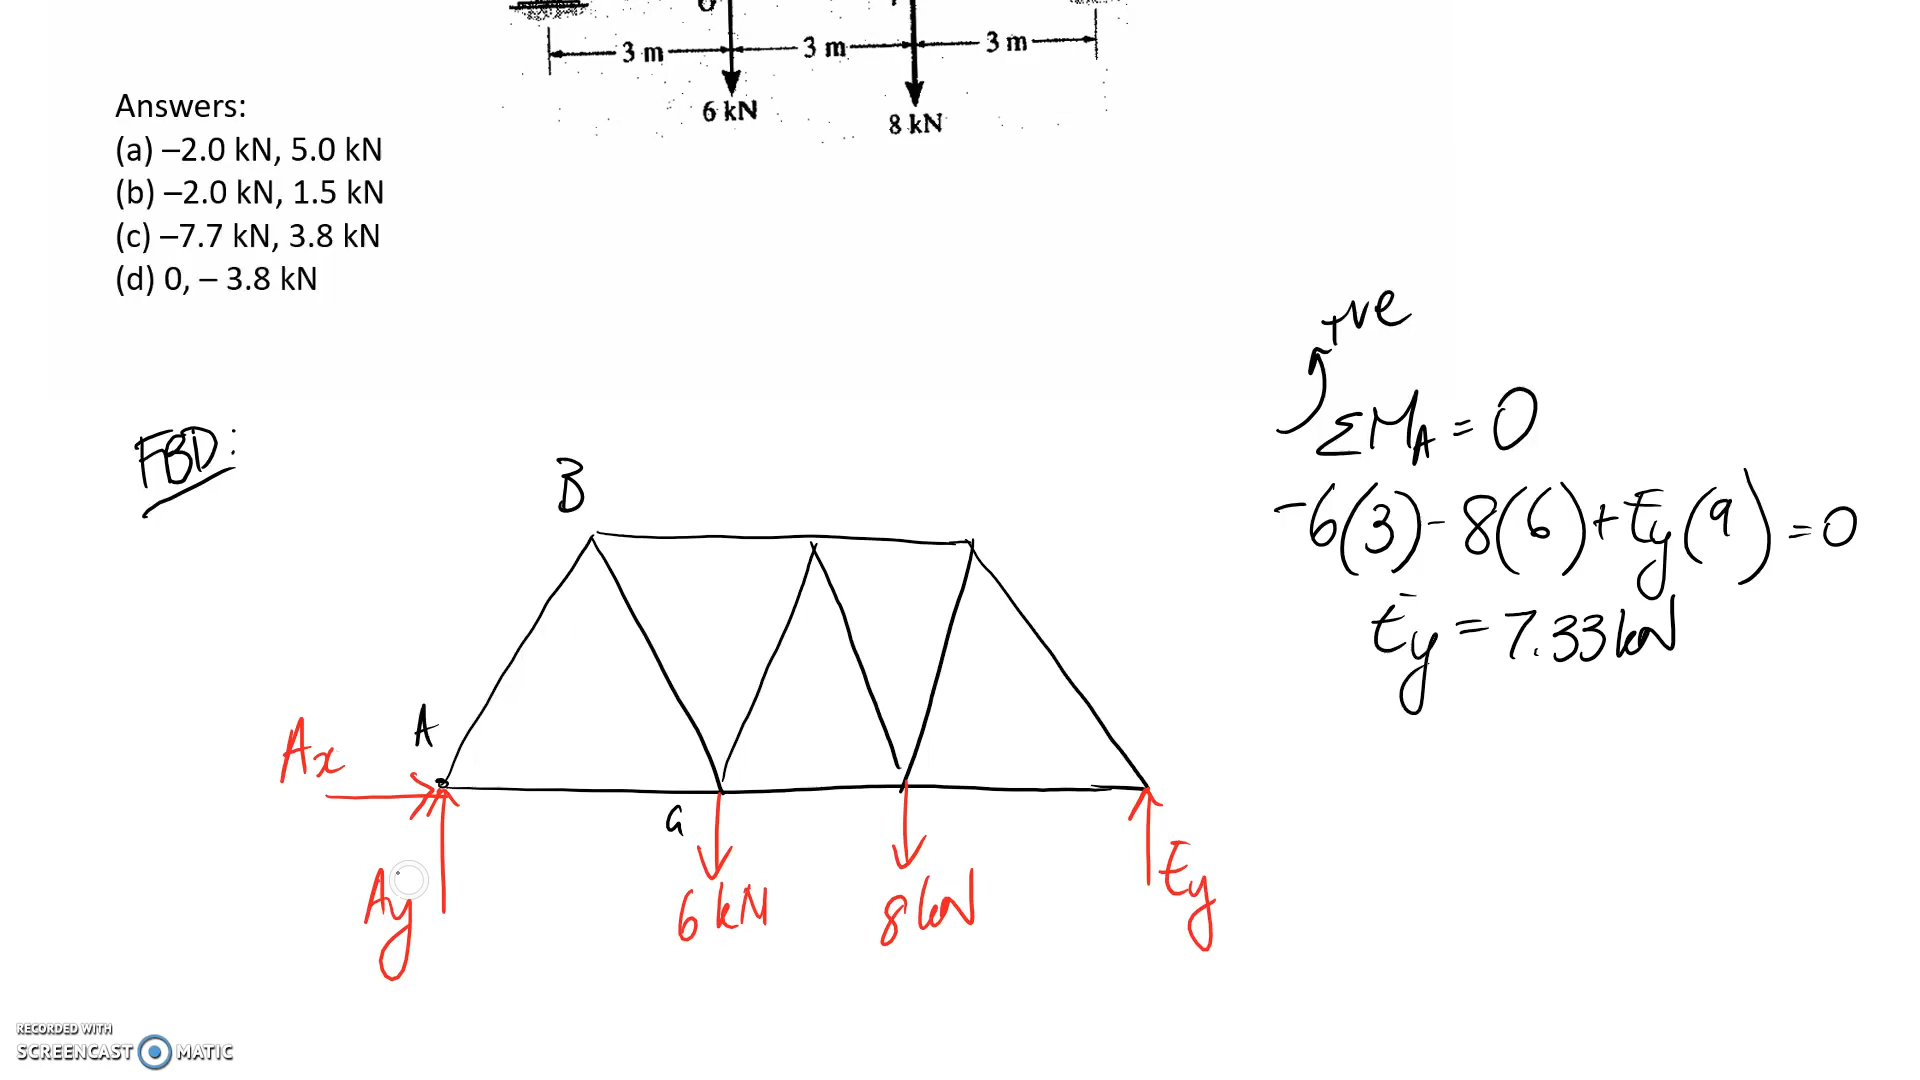 3 m 3 m 3 m
6 kN
8 kN
Answers:
(a) –2.0 kN, 5.0 kN
(b) –2.0 kN, 1.5 kN
(c) –7.7 kN, 3.8 kN
(d) 0, – 3.8 kN
+ve
ΣM_A = 0
-6(3) - 8(6) + Ey(9) = 0
Ey = 7.33 kN
FBD:
B
A
Ax
G
Ay
6 kN
8 kN
Ey
RECORDED WITH
SCREENCAST MATIC